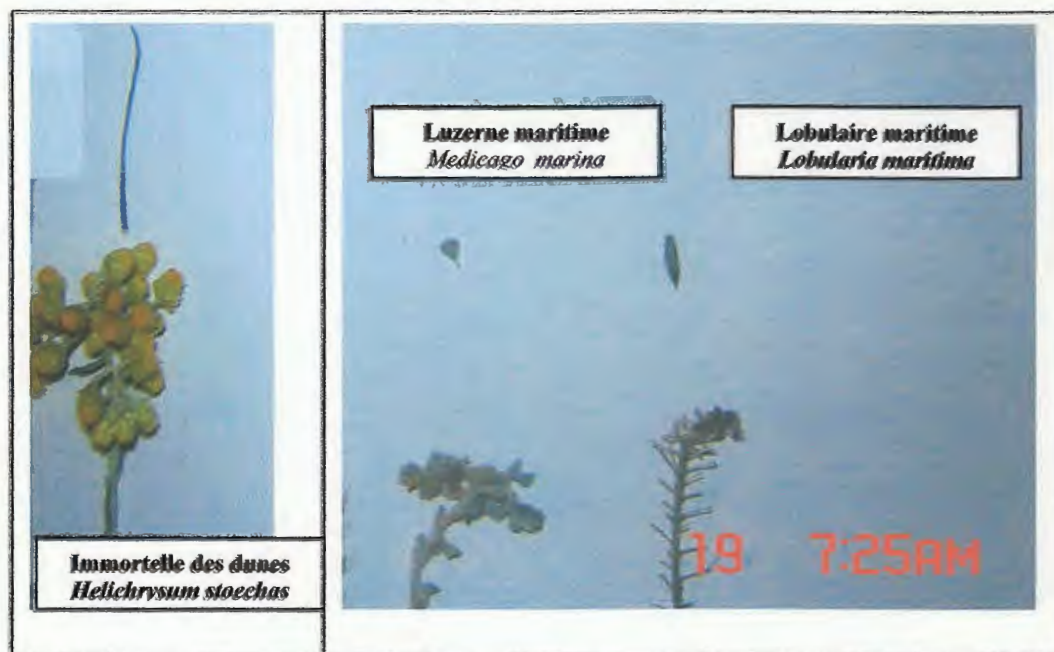 Luzerne maritime
Medicago marina
Lobulaire maritime
Lobularia maritima
19 7:25AM
Immortelle des dunes
Helichrysum stoechas